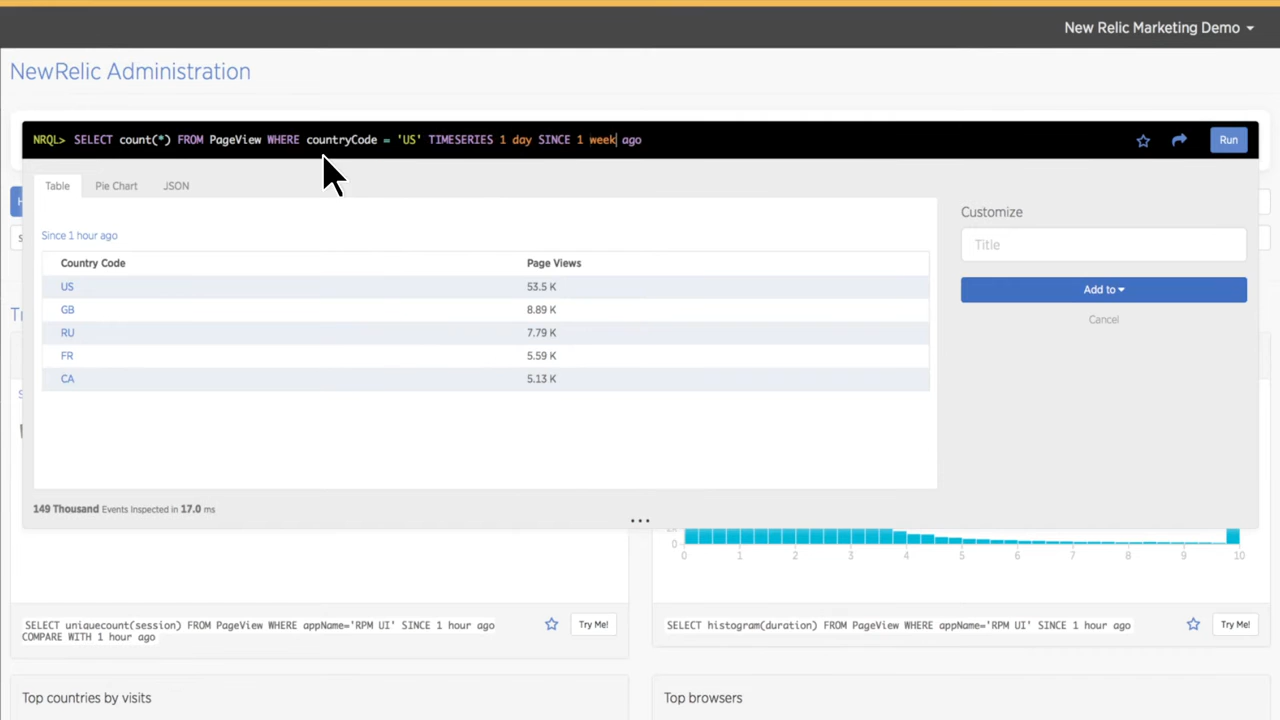 New Relic Marketing Demo
NewRelic Administration
NRQL> SELECT count(*) FROM PageView WHERE countryCode = 'US' TIMESERIES 1 day SINCE 1 week ago
Run
Table Pie Chart JSON
Customize
Title
Since 1 hour ago
Country Code Page Views
US 53.5 K
Add to
GB 8.89 K
Cancel
RU 7.79 K
FR 5.59 K
CA 5.13 K
149 Thousand Events Inspected in 17.0 ms
0
0 1 2 3 4 5 6 7 8 9 10
SELECT uniquecount(session) FROM PageView WHERE appName='RPM UI' SINCE 1 hour ago
COMPARE WITH 1 hour ago
Try Me!
SELECT histogram(duration) FROM PageView WHERE appName='RPM UI' SINCE 1 hour ago
Try Me!
Top countries by visits
Top browsers